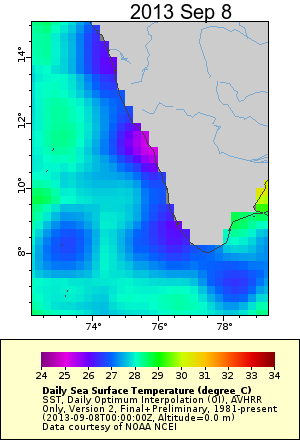 2013 Sep 8
14°
12°
10°
8°
74° 76° 78°
24 25 26 27 28 29 30 31 32 33 34
Daily Sea Surface Temperature (degree_C)
SST, Daily Optimum Interpolation (OI), AVHRR
Only, Version 2, Final+Preliminary, 1981-present
(2013-09-08T00:00:00Z, Altitude=0.0 m)
Data courtesy of NOAA NCEI